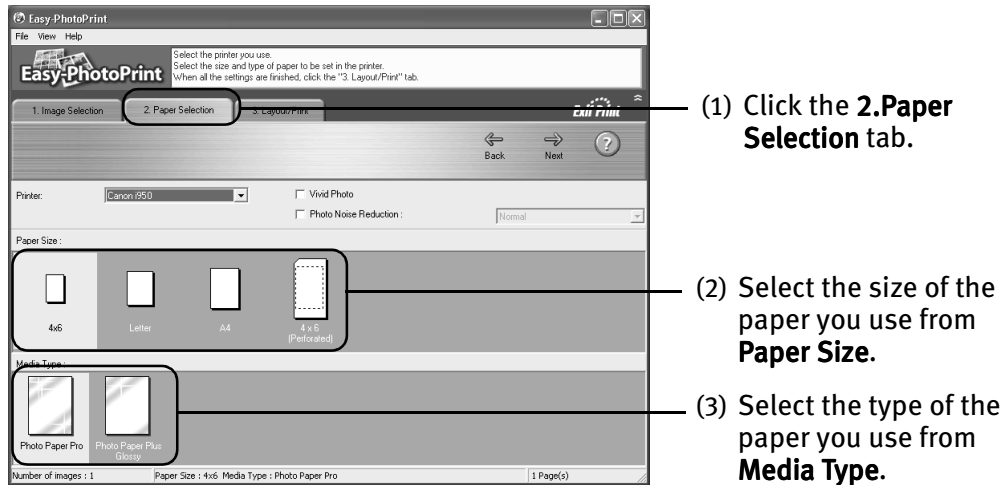 Easy-PhotoPrint
File View Help
Easy-PhotoPrint
Select the printer you use.
Select the size and type of paper to be set in the printer.
When all the settings are finished, click the "3. Layout/Print" tab.
1. Image Selection
2. Paper Selection
3. Layout/Print
Exif Print
Back
Next
?
Printer:
Canon i950
Vivid Photo
Photo Noise Reduction :
Normal
Paper Size :
4x6
Letter
A4
4 x 6
(Perforated)
Media Type :
Photo Paper Pro
Photo Paper Plus
Glossy
Number of images : 1
Paper Size : 4x6 Media Type : Photo Paper Pro
1 Page(s)
(1) Click the 2.Paper
Selection tab.
(2) Select the size of the
paper you use from
Paper Size.
(3) Select the type of the
paper you use from
Media Type.